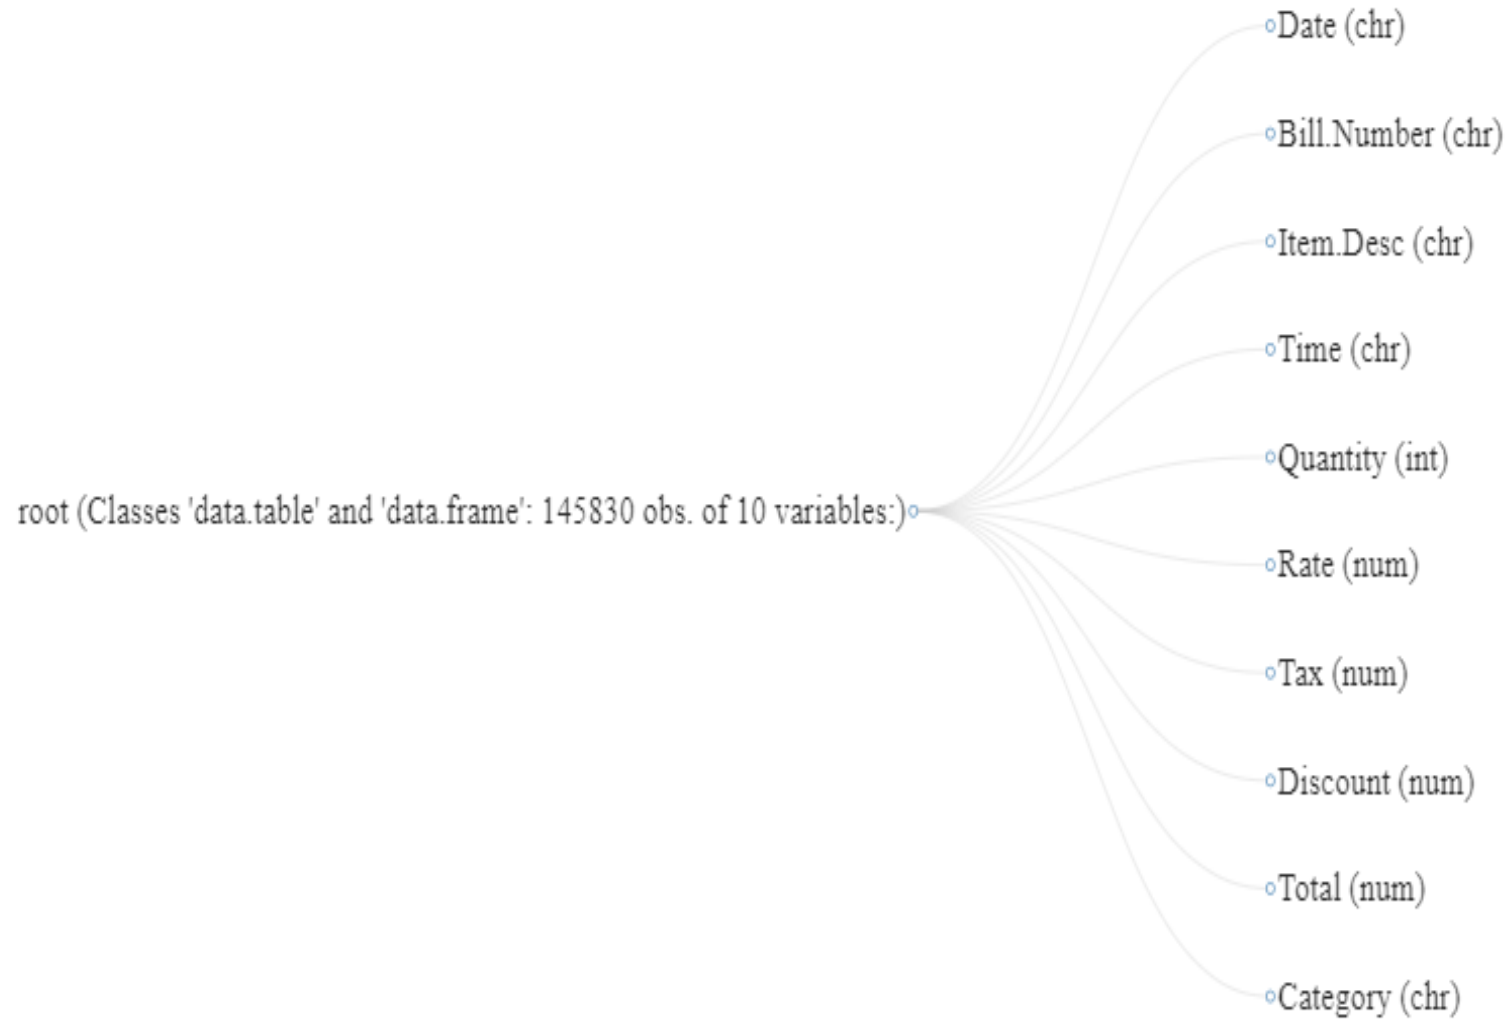 Date (chr)
Bill.Number (chr)
Item.Desc (chr)
Time (chr)
Quantity (int)
root (Classes 'data.table' and 'data.frame': 145830 obs. of 10 variables:)
Rate (num)
Tax (num)
Discount (num)
Total (num)
Category (chr)